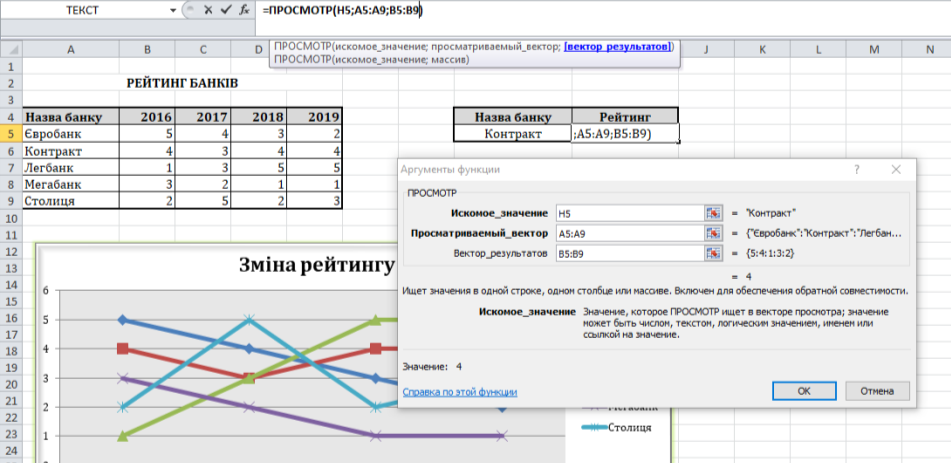 ТЕКСТ
=ПРОСМОТР(H5;A5:A9;B5:B9)
ПРОСМОТР(искомое_значение; просматриваемый_вектор; [вектор_результатов])
ПРОСМОТР(искомое_значение; массив)
A B C D J K L M N
1
2 РЕЙТИНГ БАНКІВ
3
4 Назва банку 2016 2017 2018 2019 Назва банку Рейтинг
5 Євробанк 5 4 3 2 Контракт ;A5:A9;B5:B9)
6 Контракт 4 3 4 4
7 Легбанк 1 3 5 5
8 Мегабанк 3 2 1 1
9 Столиця 2 5 2 3
10
11
12
13
14
15
16
17
18
19
20
21
22
23
24
Зміна рейтингу
6
5
4
3
2
1
Мегабанк
Столиця
Аргументы функции
?
ПРОСМОТР
Искомое_значение H5 = "Контракт"
Просматриваемый_вектор A5:A9 = {"Євробанк":"Контракт":"Легбан...
Вектор_результатов B5:B9 = {5:4:1:3:2}
= 4
Ищет значения в одной строке, одном столбце или массиве. Включен для обеспечения обратной совместимости.
Искомое_значение Значение, которое ПРОСМОТР ищет в векторе просмотра; значение
может быть числом, текстом, логическим значением, именем или
ссылкой на значение.
Значение: 4
Справка по этой функции
ОК Отмена